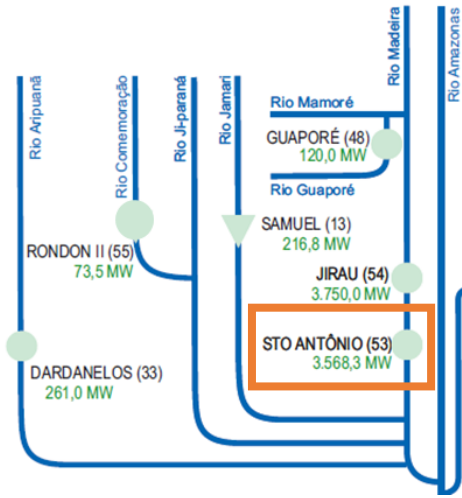 Rio Aripuanã
Rio Comemoração
Rio Ji-paraná
Rio Jamari
Rio Madeira
Rio Amazonas
Rio Mamoré
GUAPORÉ (48)
120,0 MW
Rio Guaporé
SAMUEL (13)
216,8 MW
RONDON II (55)
73,5 MW
JIRAU (54)
3.750,0 MW
STO ANTÔNIO (53)
3.568,3 MW
DARDANELOS (33)
261,0 MW